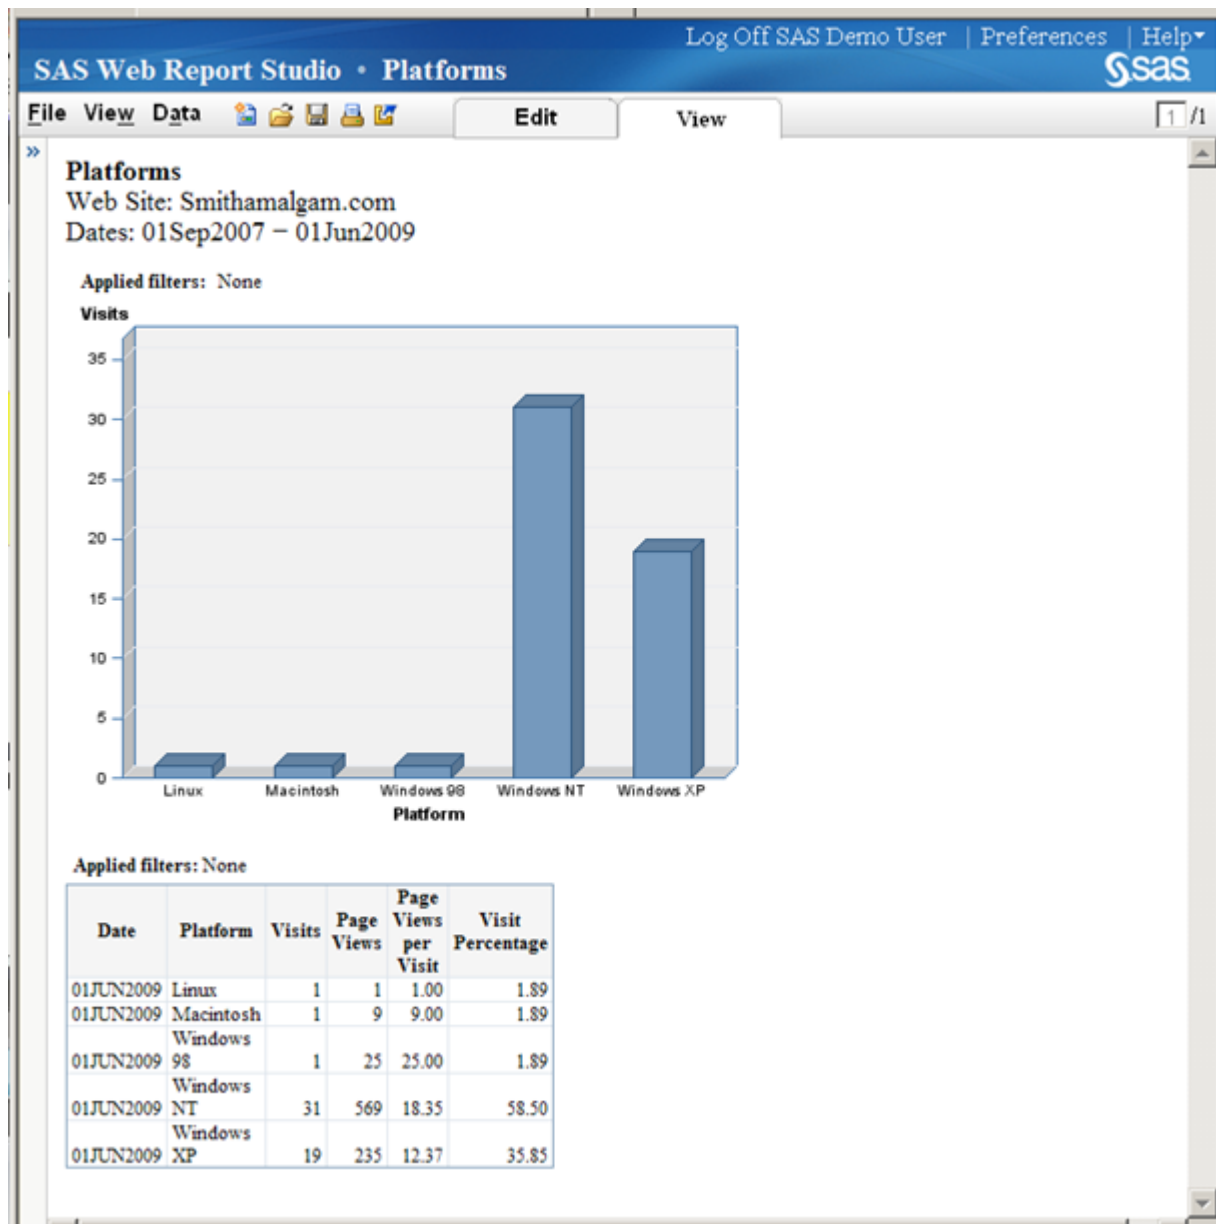 Log Off SAS Demo User | Preferences | Help
SAS Web Report Studio • Platforms
sas
File View Data Edit View 1 /1
»
Platforms
Web Site: Smithamalgam.com
Dates: 01Sep2007 − 01Jun2009
Applied filters: None
Visits
35
30
25
20
15
10
5
0
Linux Macintosh Windows 98 Windows NT Windows XP
Platform
Applied filters: None
Page
Page Views Visit
Date Platform Visits Views per Percentage
Visit
01JUN2009 Linux 1 1 1.00 1.89
01JUN2009 Macintosh 1 9 9.00 1.89
Windows
01JUN2009 98 1 25 25.00 1.89
Windows
01JUN2009 NT 31 569 18.35 58.50
Windows
01JUN2009 XP 19 235 12.37 35.85